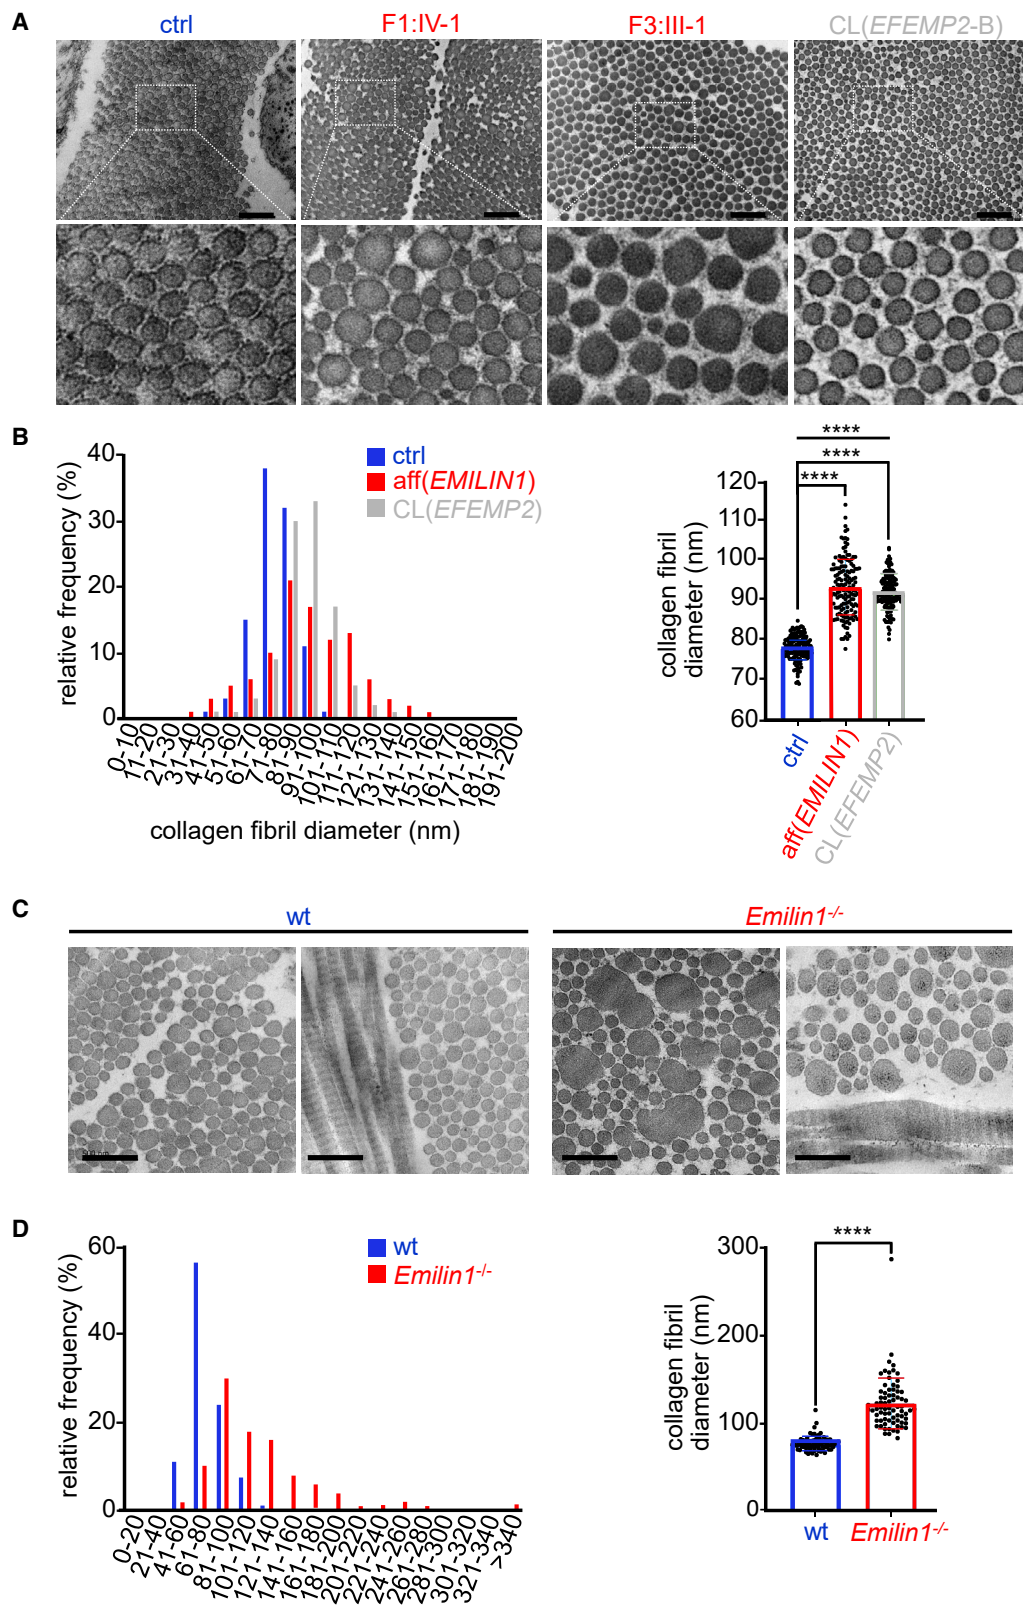 A
ctrl
F1:IV-1
F3:III-1
CL(EFEMP2-B)
B
relative frequency (%)
40
30
20
10
0
0-10
11-20
21-30
31-40
41-50
51-60
61-70
71-80
81-90
91-100
101-110
111-120
121-130
131-140
141-150
151-160
161-170
171-180
181-190
191-200
collagen fibril diameter (nm)
ctrl
aff(EMILIN1)
CL(EFEMP2)
collagen fibril
diameter (nm)
120
110
100
90
80
70
60
****
****
****
ctrl
aff(EMILIN1)
CL(EFEMP2)
C
wt
Emilin1-/-
D
relative frequency (%)
60
40
20
0
0-20
21-40
41-60
61-80
81-100
101-120
121-140
141-160
161-180
181-200
201-220
221-240
241-260
261-280
281-300
301-320
321-340
>340
wt
Emilin1-/-
collagen fibril
diameter (nm)
300
200
100
0
****
wt
Emilin1-/-